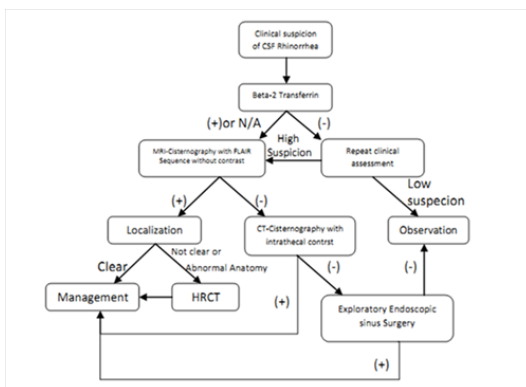 Clinical suspicion
of CSF Rhinorrhea
Beta-2 Transferrin
(+)or N/A
(-)
High
Suspicion
MRI-Cisternography with FLAIR
Sequence without contrast
Repeat clinical
assessment
Low
suspecion
(+)
(-)
Localization
CT-Cisternography with
intrathecal contrst
Observation
Clear
Not clear or
Abnormal Anatomy
(-)
(-)
Management
HRCT
(+)
Exploratory Endoscopic
sinus Surgery
(+)